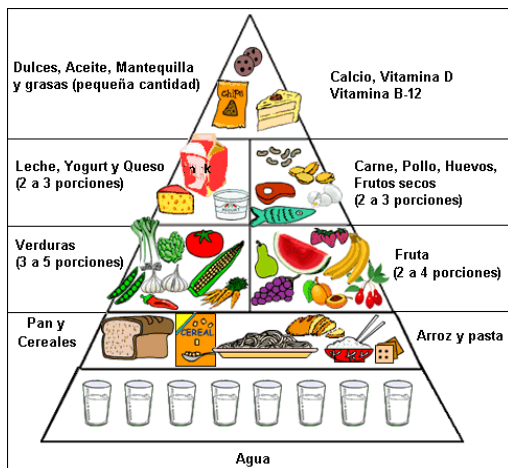 Dulces, Aceite, Mantequilla
y grasas (pequeña cantidad)
Calcio, Vitamina D
Vitamina B-12
Chips
Leche, Yogurt y Queso
(2 a 3 porciones)
Carne, Pollo, Huevos,
Frutos secos
(2 a 3 porciones)
Verduras
(3 a 5 porciones)
Fruta
(2 a 4 porciones)
Pan y
Cereales
CEREAL
Arroz y pasta
Agua